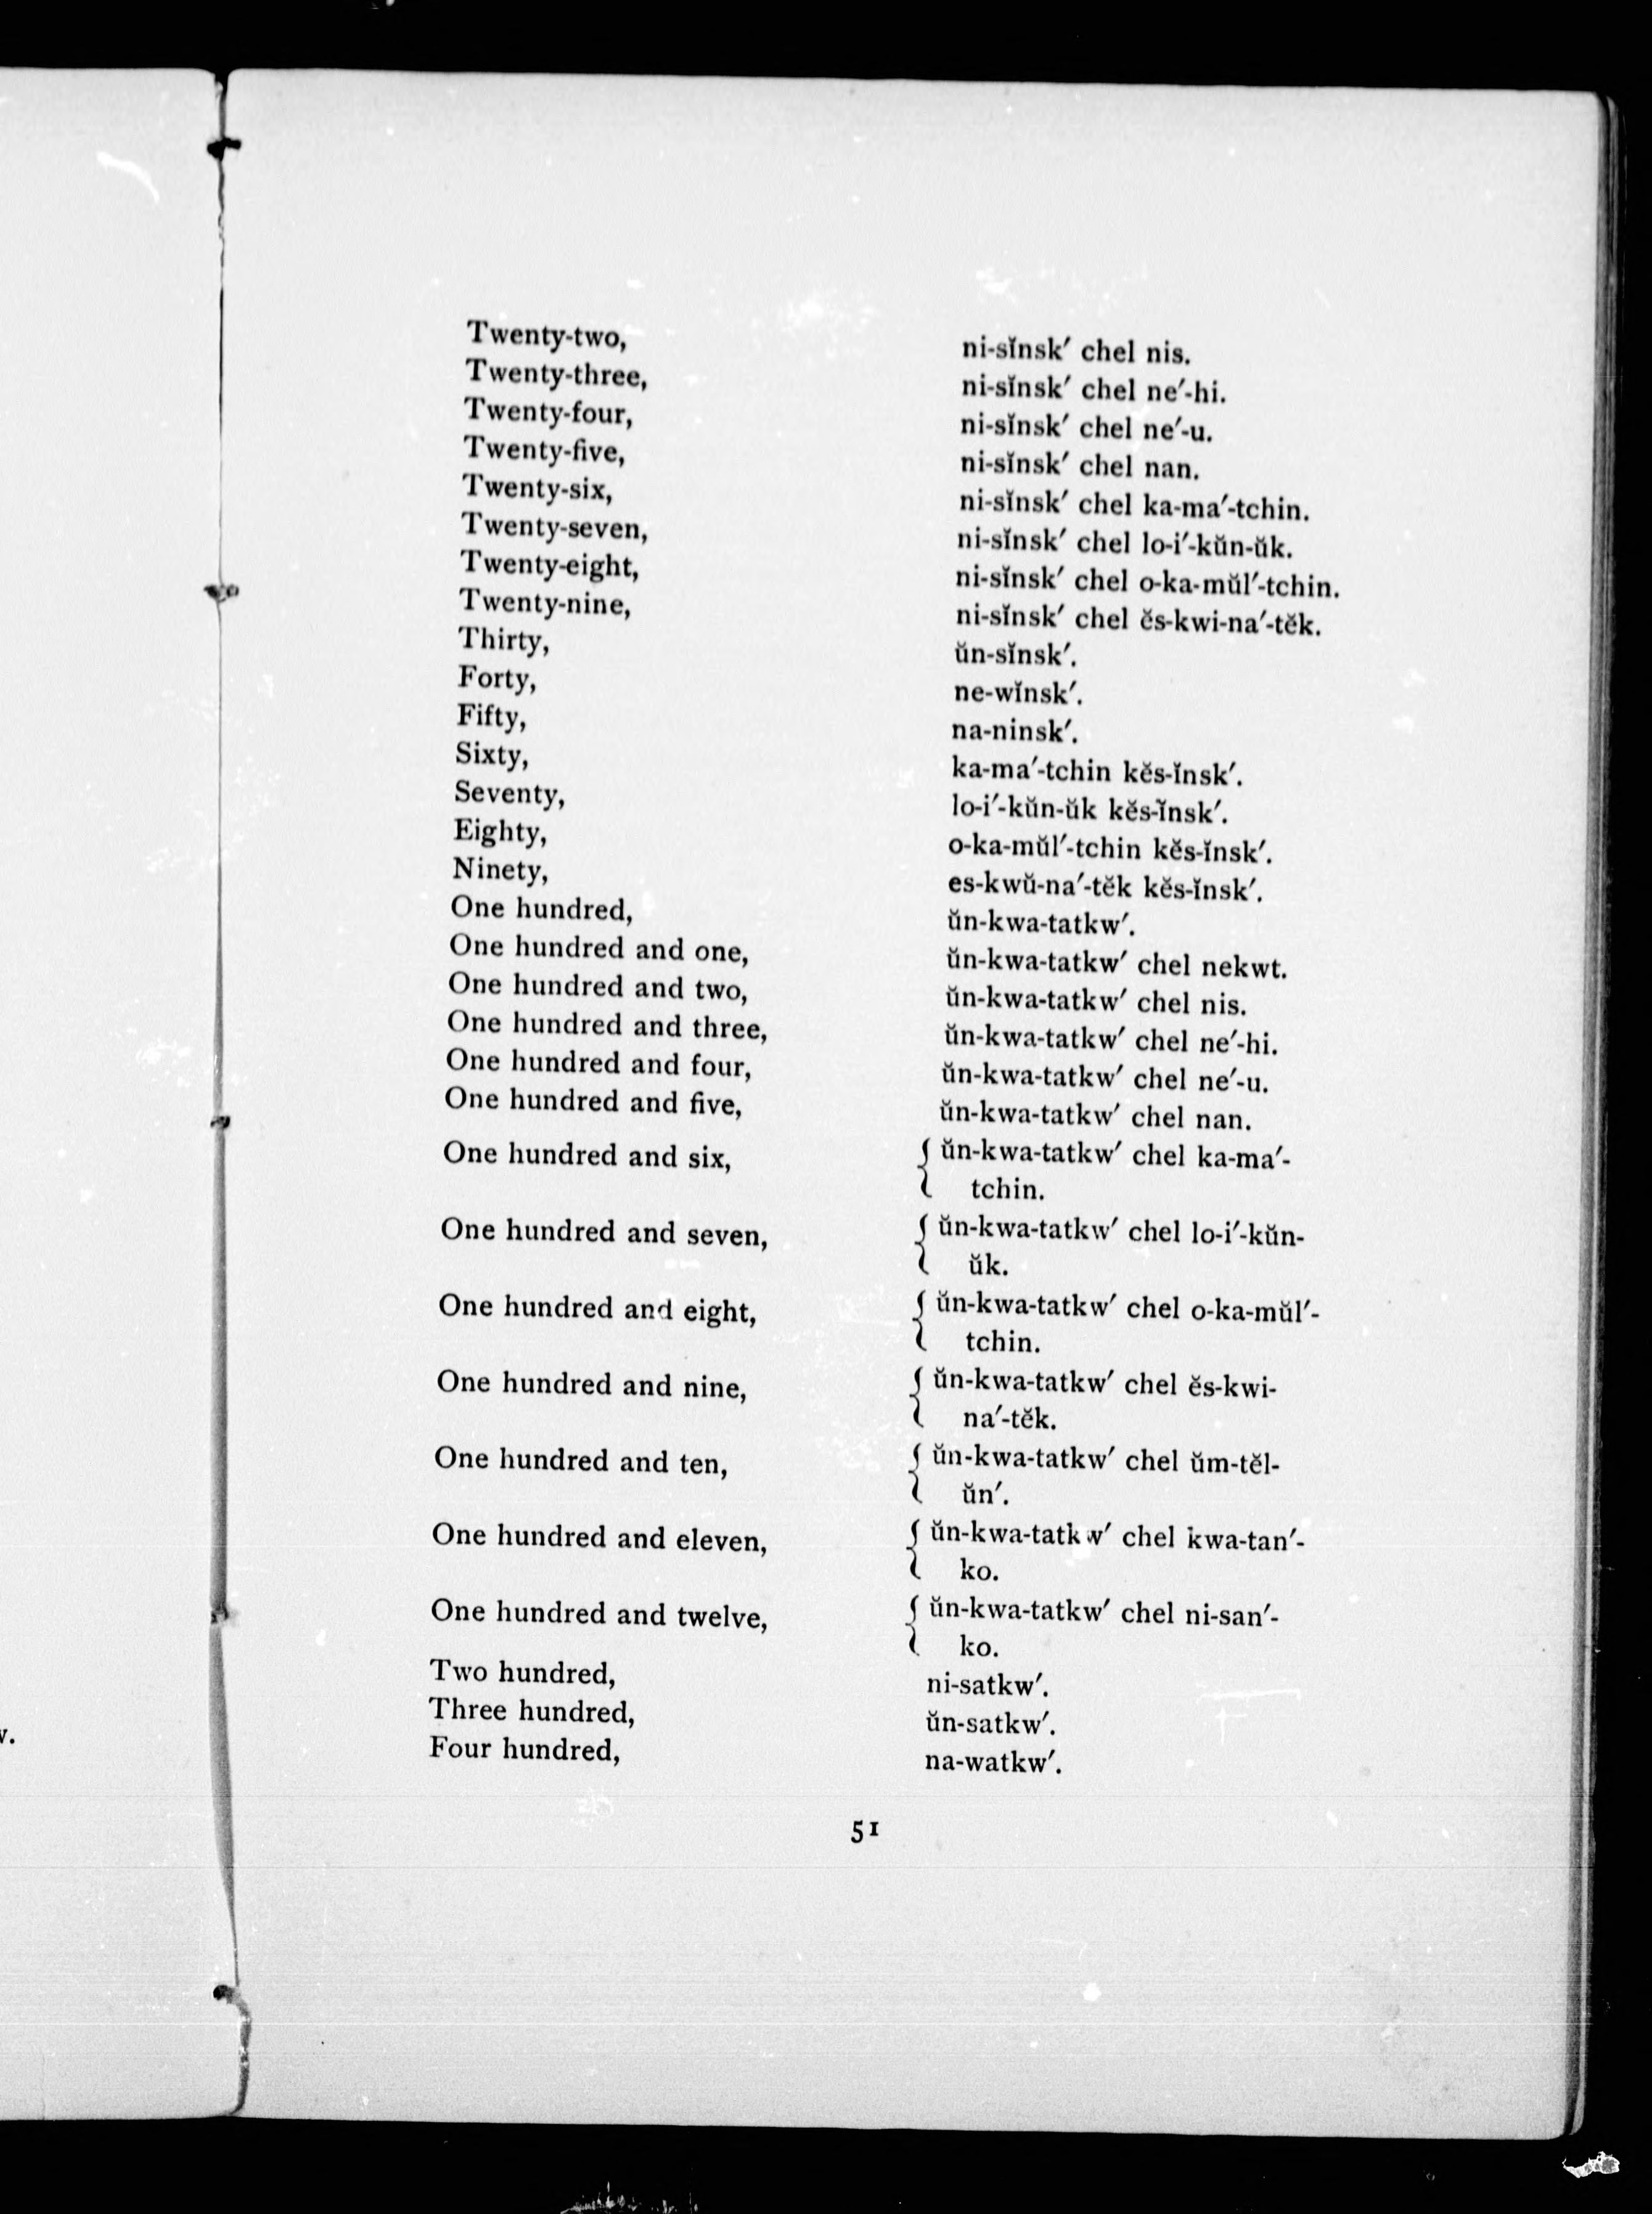 Twenty-two, ni-sĭnsk′ chel nis.
Twenty-three, ni-sĭnsk′ chel ne′-hi.
Twenty-four, ni-sĭnsk′ chel ne′-u.
Twenty-five, ni-sĭnsk′ chel nan.
Twenty-six, ni-sĭnsk′ chel ka-ma′-tchin.
Twenty-seven, ni-sĭnsk′ chel lo-i′-kŭn-ŭk.
Twenty-eight, ni-sĭnsk′ chel o-ka-mŭl′-tchin.
Twenty-nine, ni-sĭnsk′ chel ĕs-kwi-na′-tĕk.
Thirty, ŭn-sĭnsk′.
Forty, ne-wĭnsk′.
Fifty, na-ninsk′.
Sixty, ka-ma′-tchin kĕs-ĭnsk′.
Seventy, lo-i′-kŭn-ŭk kĕs-ĭnsk′.
Eighty, o-ka-mŭl′-tchin kĕs-ĭnsk′.
Ninety, es-kwŭ-na′-tĕk kĕs-ĭnsk′.
One hundred, ŭn-kwa-tatkw′.
One hundred and one, ŭn-kwa-tatkw′ chel nekwt.
One hundred and two, ŭn-kwa-tatkw′ chel nis.
One hundred and three, ŭn-kwa-tatkw′ chel ne′-hi.
One hundred and four, ŭn-kwa-tatkw′ chel ne′-u.
One hundred and five, ŭn-kwa-tatkw′ chel nan.
One hundred and six, { ŭn-kwa-tatkw′ chel ka-ma′-
tchin.
One hundred and seven, { ŭn-kwa-tatkw′ chel lo-i′-kŭn-
ŭk.
One hundred and eight, { ŭn-kwa-tatkw′ chel o-ka-mŭl′-
tchin.
One hundred and nine, { ŭn-kwa-tatkw′ chel ĕs-kwi-
na′-tĕk.
One hundred and ten, { ŭn-kwa-tatkw′ chel ŭm-tĕl-
ŭn′.
One hundred and eleven, { ŭn-kwa-tatkw′ chel kwa-tan′-
ko.
One hundred and twelve, { ŭn-kwa-tatkw′ chel ni-san′-
ko.
Two hundred, ni-satkw′.
Three hundred, ŭn-satkw′.
Four hundred, na-watkw′.
51